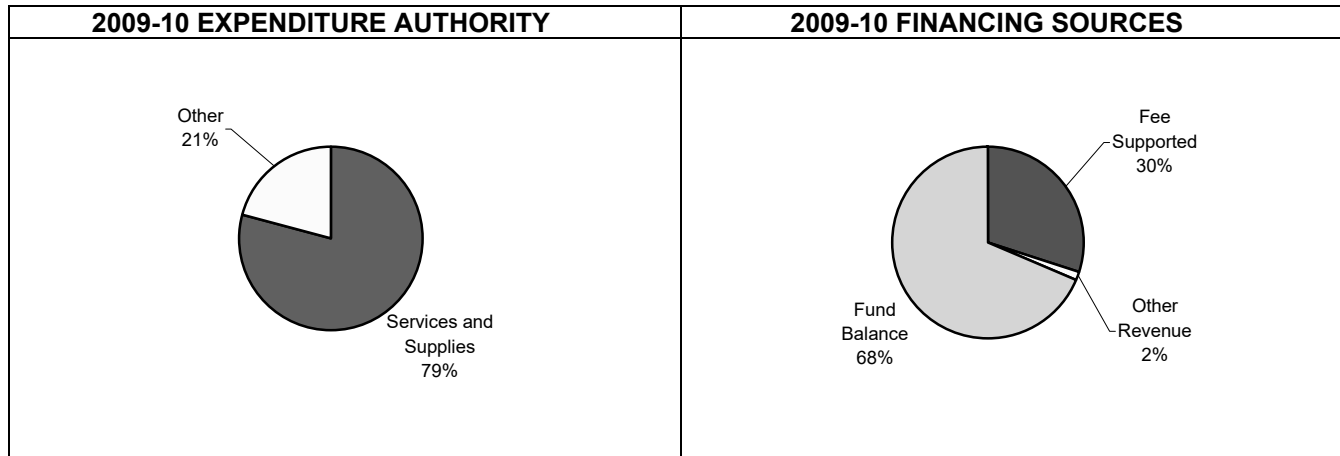 2009-10 EXPENDITURE AUTHORITY
Other
21%
Services and
Supplies
79%
2009-10 FINANCING SOURCES
Fee
Supported
30%
Other
Revenue
2%
Fund
Balance
68%